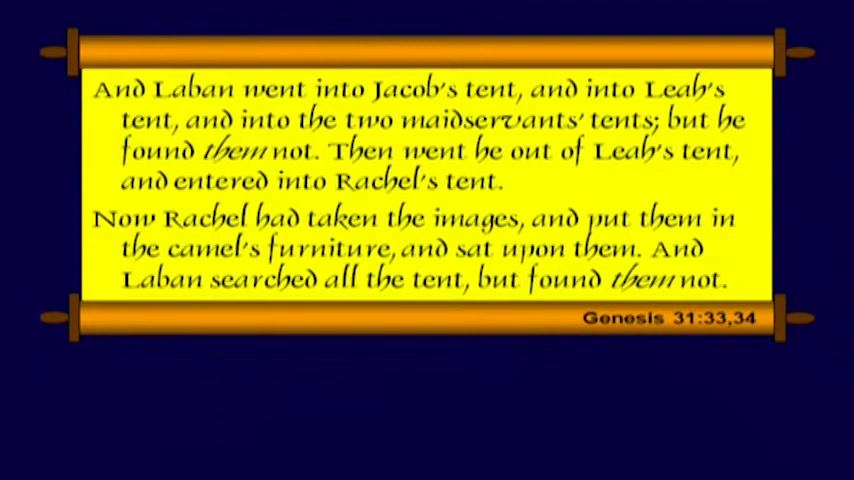 And Laban went into Jacob's tent, and into Leah's
tent, and into the two maidservants' tents; but he
found them not. Then went he out of Leah's tent,
and entered into Rachel's tent.
Now Rachel had taken the images, and put them in
the camel's furniture, and sat upon them. And
Laban searched all the tent, but found them not.
Genesis 31:33,34